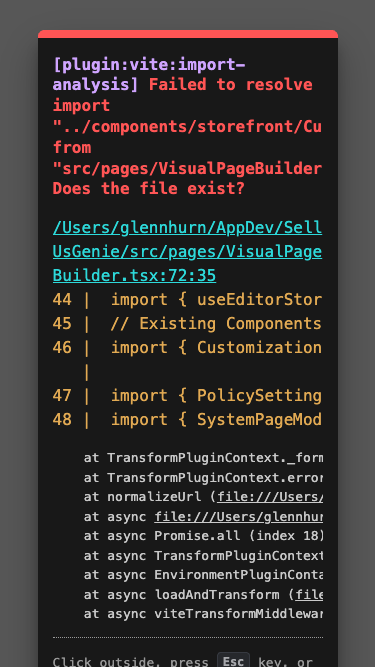 [plugin:vite:import-
analysis] Failed to resolve
import
"../components/storefront/Cu
from
"src/pages/VisualPageBuilder
Does the file exist?
/Users/glennhurn/AppDev/Sell
UsGenie/src/pages/VisualPage
Builder.tsx:72:35
44 |  import { useEditorStor
45 |  // Existing Components
46 |  import { Customization
   |
47 |  import { PolicySetting
48 |  import { SystemPageMod
at TransformPluginContext._form
at TransformPluginContext.error
at normalizeUrl (file:///Users/
at async file:///Users/glennhur
at async Promise.all (index 18)
at async TransformPluginContext
at async EnvironmentPluginConta
at async loadAndTransform (file
at async viteTransformMiddlewar
Click outside, press Esc key, or